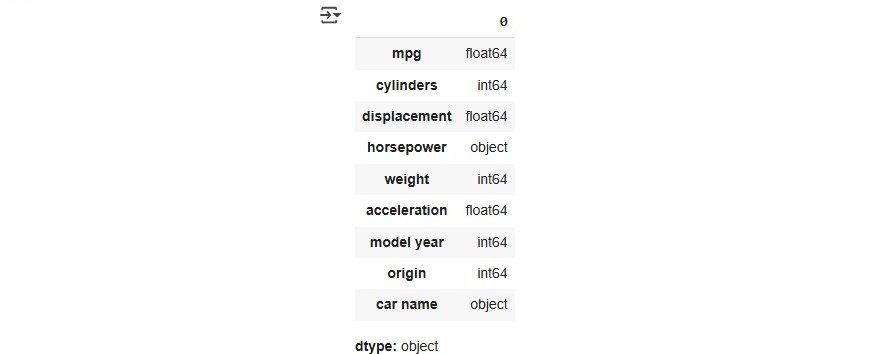 0
mpg float64
cylinders int64
displacement float64
horsepower object
weight int64
acceleration float64
model year int64
origin int64
car name object
dtype: object